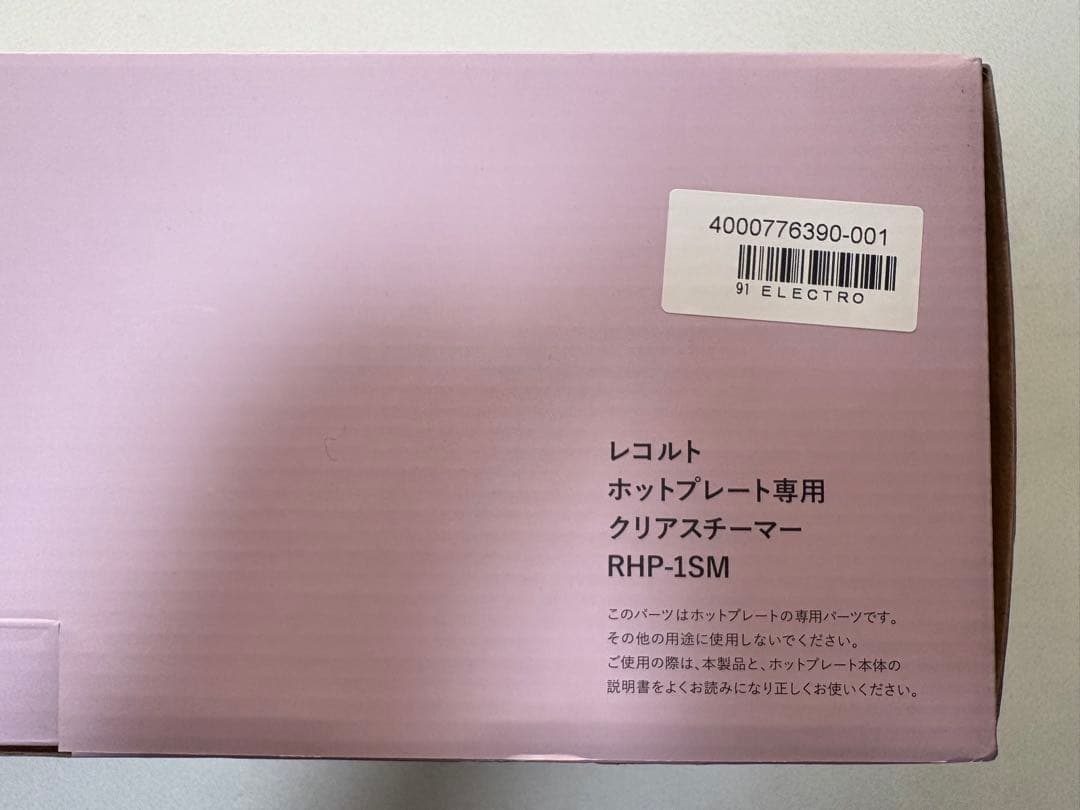 4000776390-001
91 ELECTRO
レコルト
ホットプレート専用
クリアスチーマー
RHP-1SM
このパーツはホットプレートの専用パーツです。
その他の用途に使用しないでください。
ご使用の際は、本製品と、ホットプレート本体の
説明書をよくお読みになり正しくお使いください。